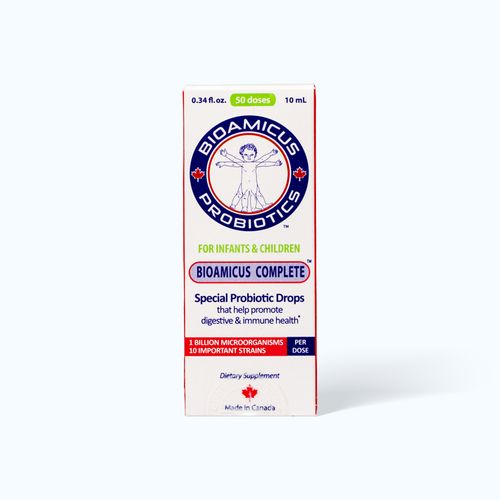 0.34 fl. oz. 50 doses 10 mL
BIOAMICUS
PROBIOTICS
TM
FOR INFANTS & CHILDREN
BIOAMICUS COMPLETE TM
Special Probiotic Drops
that help promote
digestive & immune health*
1 BILLION MICROORGANISMS
10 IMPORTANT STRAINS
PER
DOSE
Dietary Supplement
Made in Canada